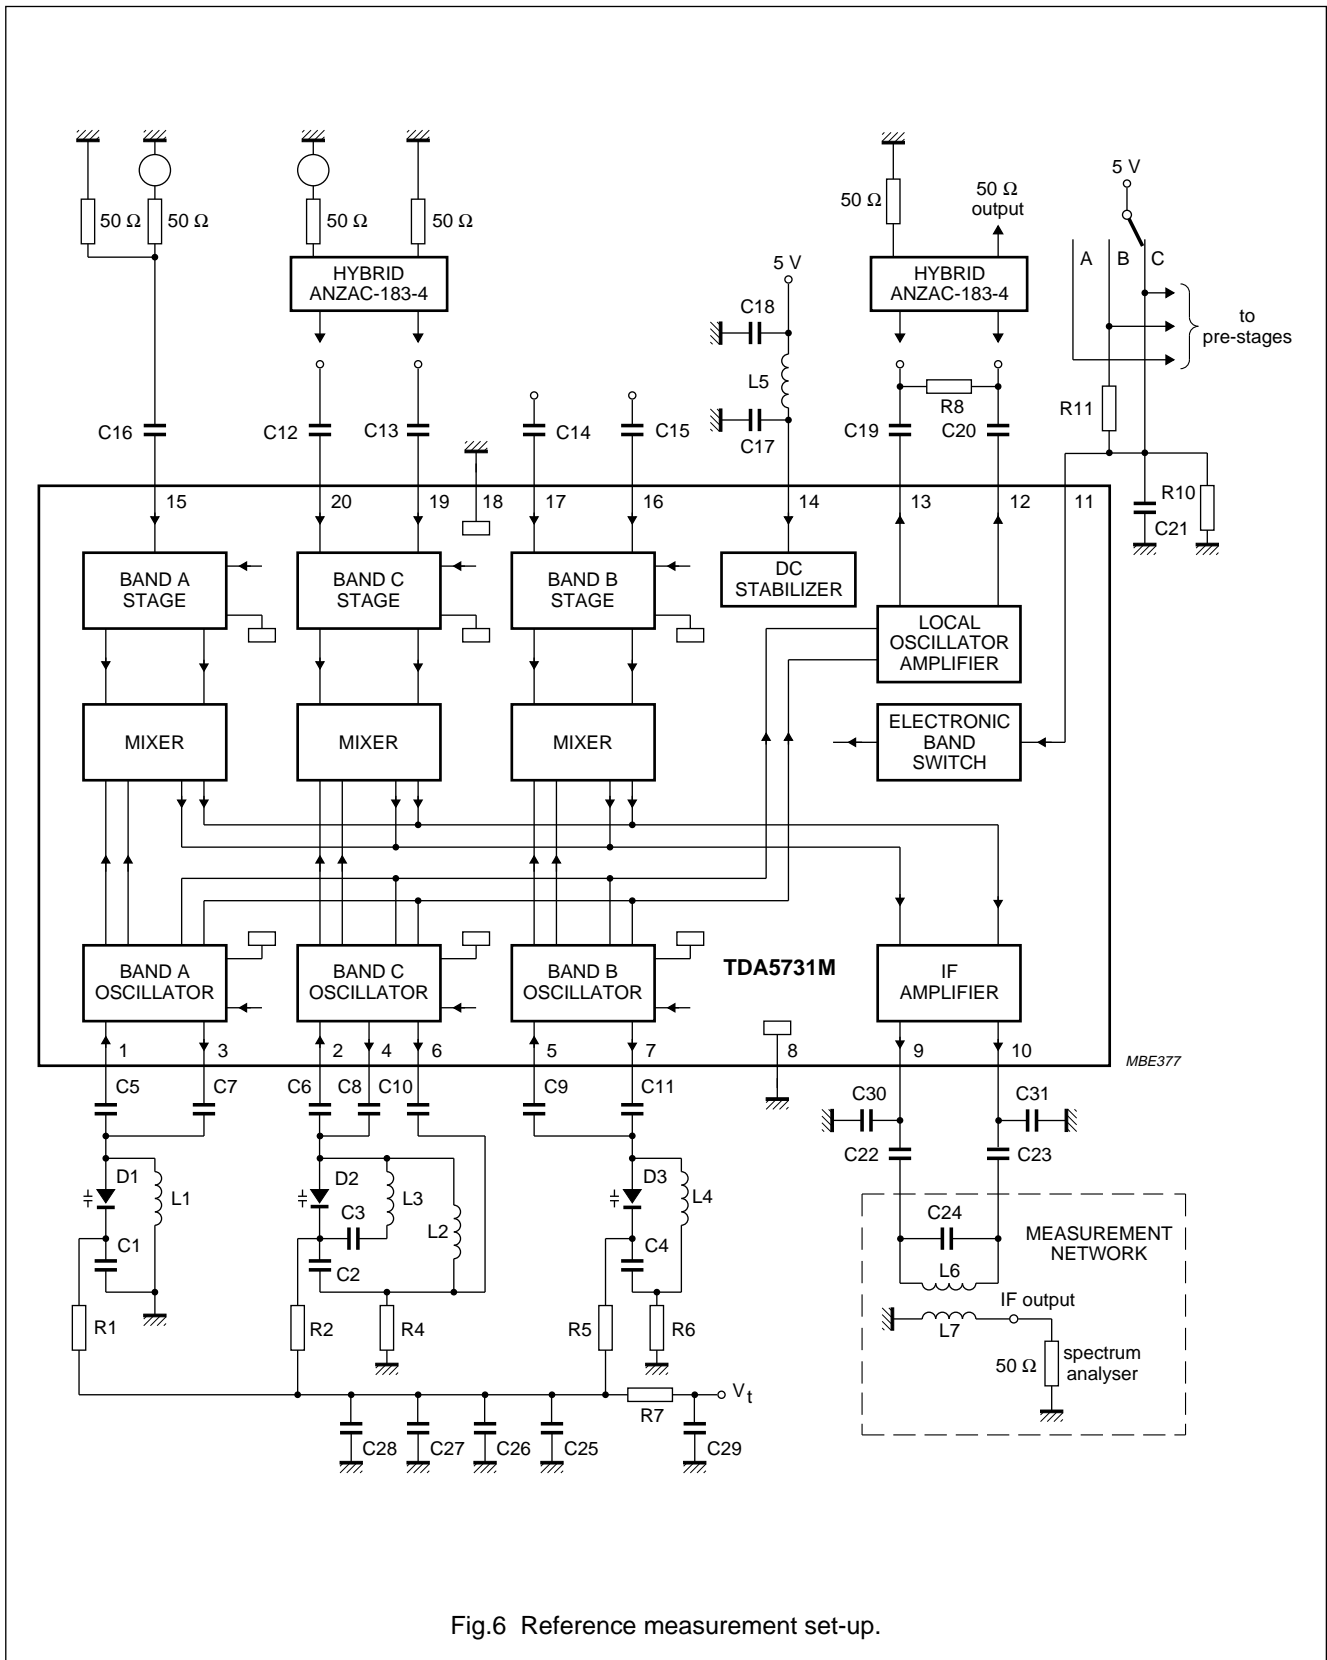 5 V
50 Ω
50 Ω
50 Ω
50 Ω
50 Ω
50 Ω
output
A
B
C
HYBRID
ANZAC-183-4
HYBRID
ANZAC-183-4
5 V
C18
to
pre-stages
L5
R8
R11
C16
C12
C13
C14
C15
C17
C19
C20
15
20
19
18
17
16
14
13
12
11
R10
C21
BAND A
STAGE
BAND C
STAGE
BAND B
STAGE
DC
STABILIZER
LOCAL
OSCILLATOR
AMPLIFIER
MIXER
MIXER
MIXER
ELECTRONIC
BAND
SWITCH
BAND A
OSCILLATOR
BAND C
OSCILLATOR
BAND B
OSCILLATOR
TDA5731M
IF
AMPLIFIER
1
3
2
4
6
5
7
8
9
10
MBE377
C5
C7
C6
C8
C10
C9
C11
C30
C31
C22
C23
D1
L1
D2
L3
D3
L4
C3
L2
C1
C2
C4
C24
MEASUREMENT
NETWORK
L6
IF output
R1
R2
R4
R5
R6
L7
50 Ω
spectrum
analyser
R7
Vt
C28
C27
C26
C25
C29
Fig.6 Reference measurement set-up.